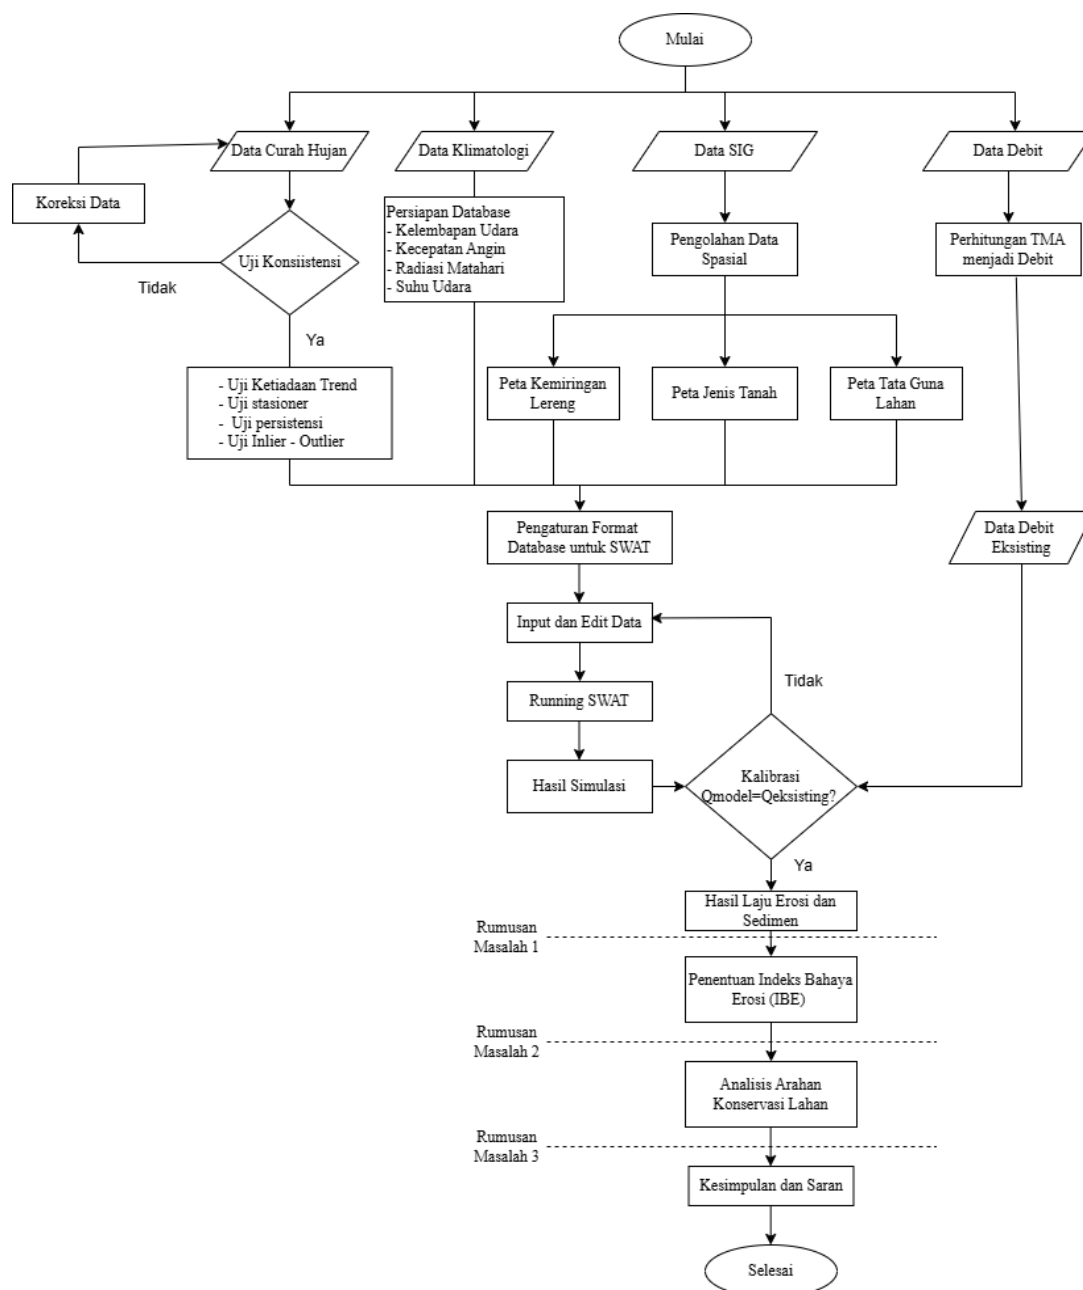 Mulai
Data Curah Hujan
Data Klimatologi
Data SIG
Data Debit
Koreksi Data
Uji Konsiistensi
Tidak
Ya
Persiapan Database
- Kelembapan Udara
- Kecepatan Angin
- Radiasi Matahari
- Suhu Udara
Pengolahan Data
Spasial
Perhitungan TMA
menjadi Debit
- Uji Ketiadaan Trend
- Uji stasioner
- Uji persistensi
- Uji Inlier - Outlier
Peta Kemiringan
Lereng
Peta Jenis Tanah
Peta Tata Guna
Lahan
Pengaturan Format
Database untuk SWAT
Data Debit
Eksisting
Input dan Edit Data
Tidak
Running SWAT
Hasil Simulasi
Kalibrasi
Qmodel=Qeksisting?
Ya
Hasil Laju Erosi dan
Sedimen
Rumusan
Masalah 1
Penentuan Indeks Bahaya
Erosi (IBE)
Rumusan
Masalah 2
Analisis Arahan
Konservasi Lahan
Rumusan
Masalah 3
Kesimpulan dan Saran
Selesai